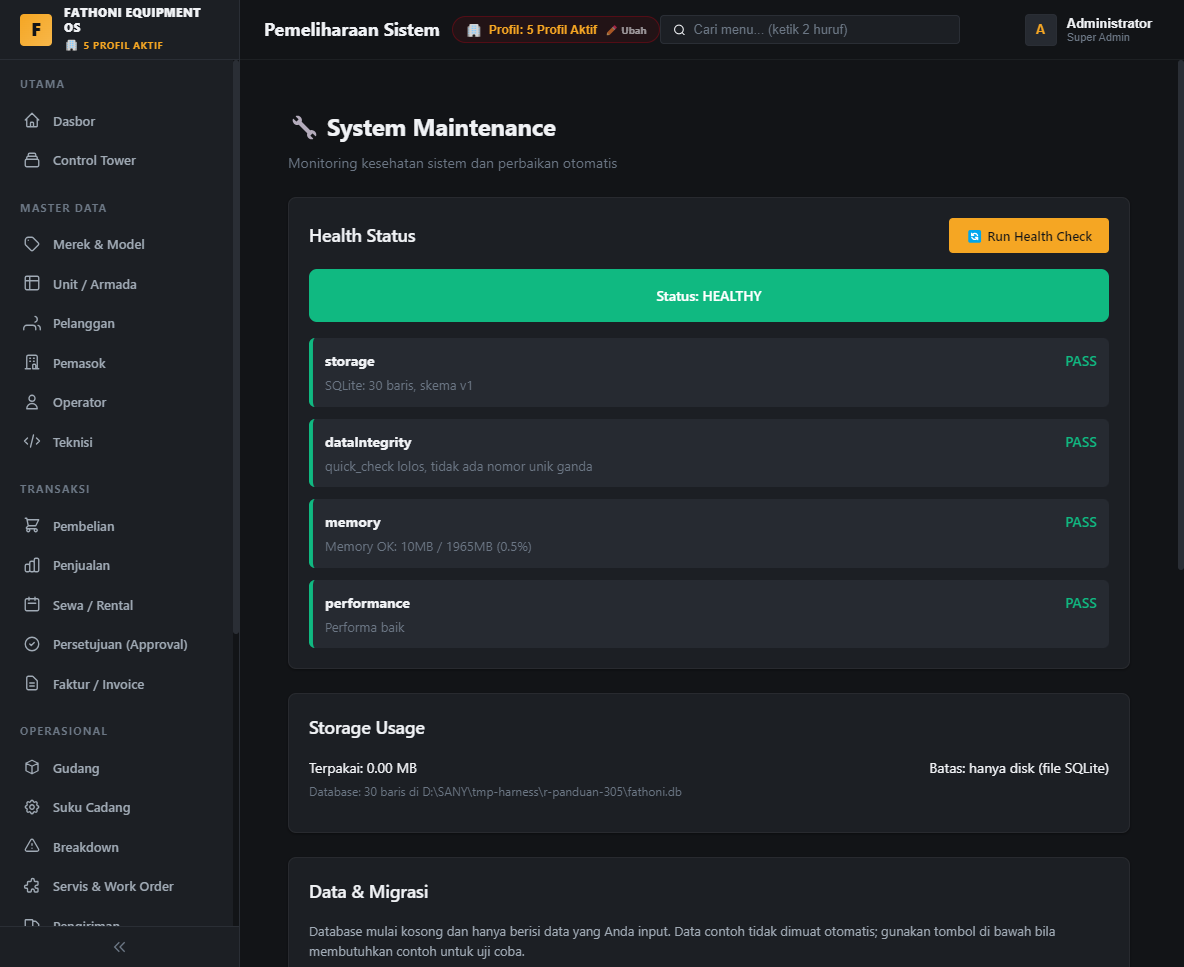 F
FATHONI EQUIPMENT
OS
5 PROFIL AKTIF
Pemeliharaan Sistem
Profil: 5 Profil Aktif
Ubah
Cari menu... (ketik 2 huruf)
A
Administrator
Super Admin
UTAMA
Dasbor
Control Tower
MASTER DATA
Merek & Model
Unit / Armada
Pelanggan
Pemasok
Operator
Teknisi
TRANSAKSI
Pembelian
Penjualan
Sewa / Rental
Persetujuan (Approval)
Faktur / Invoice
OPERASIONAL
Gudang
Suku Cadang
Breakdown
Servis & Work Order
Pengiriman
System Maintenance
Monitoring kesehatan sistem dan perbaikan otomatis
Health Status
Run Health Check
Status: HEALTHY
storage
PASS
SQLite: 30 baris, skema v1
dataIntegrity
PASS
quick_check lolos, tidak ada nomor unik ganda
memory
PASS
Memory OK: 10MB / 1965MB (0.5%)
performance
PASS
Performa baik
Storage Usage
Terpakai: 0.00 MB
Batas: hanya disk (file SQLite)
Database: 30 baris di D:\SANY\tmp-harness\r-panduan-305\fathoni.db
Data & Migrasi
Database mulai kosong dan hanya berisi data yang Anda input. Data contoh tidak dimuat otomatis; gunakan tombol di bawah bila
membutuhkan contoh untuk uji coba.